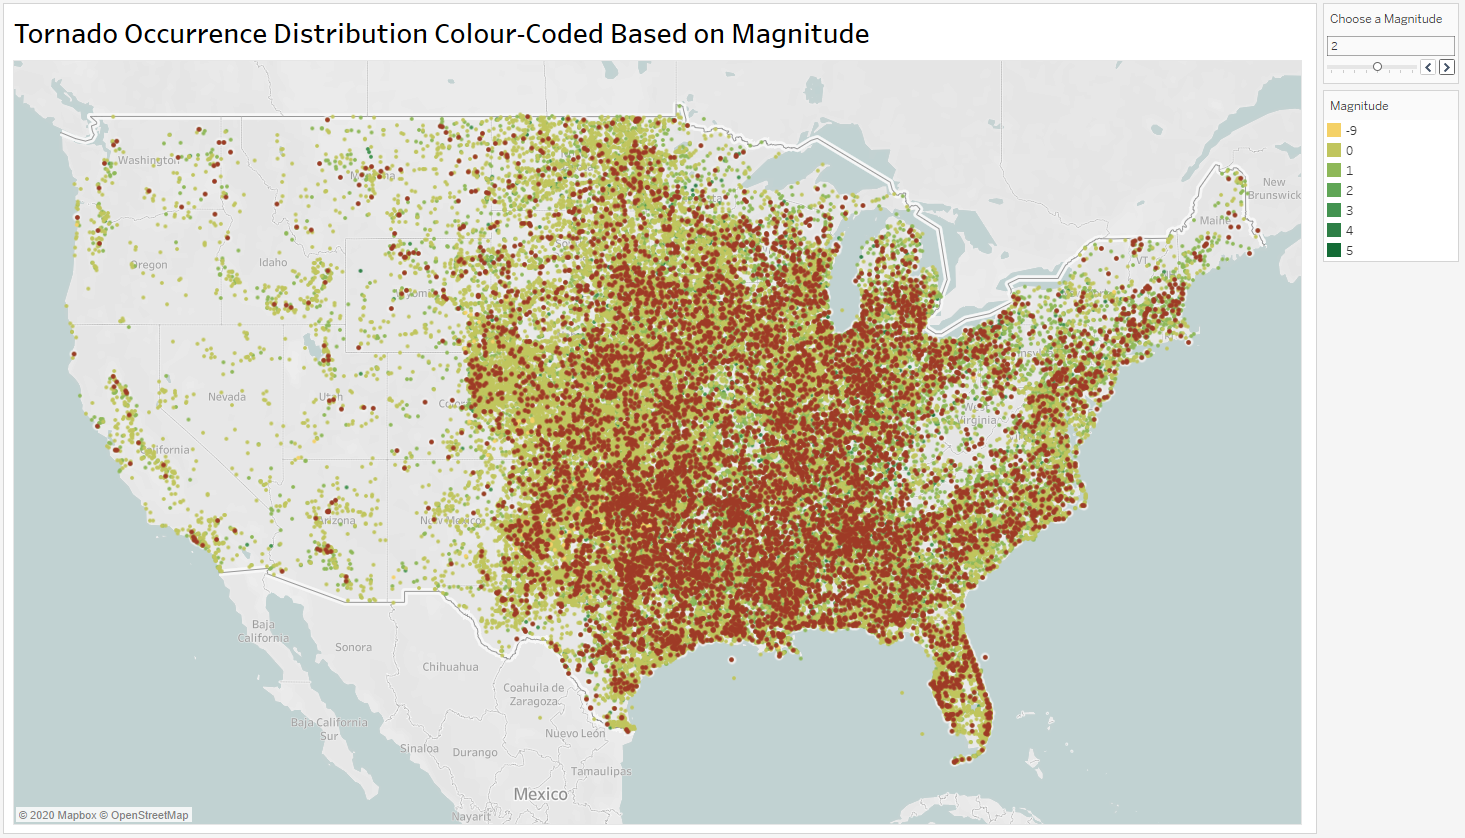 Tornado Occurrence Distribution Colour-Coded Based on Magnitude
Choose a Magnitude
2
Magnitude
-9
0
1
2
3
4
5
Washington
New
Brunswick
Maine
VT
Oregon
Idaho
Nevada
Utah
West
Virginia
California
Arizona
New Mexico
Baja
California
Sonora
Chihuahua
Coahuila de
Zaragoza
Baja California
Sur
Nuevo León
Sinaloa
Durango
Tamaulipas
Mexico
Nayarit
© 2020 Mapbox © OpenStreetMap